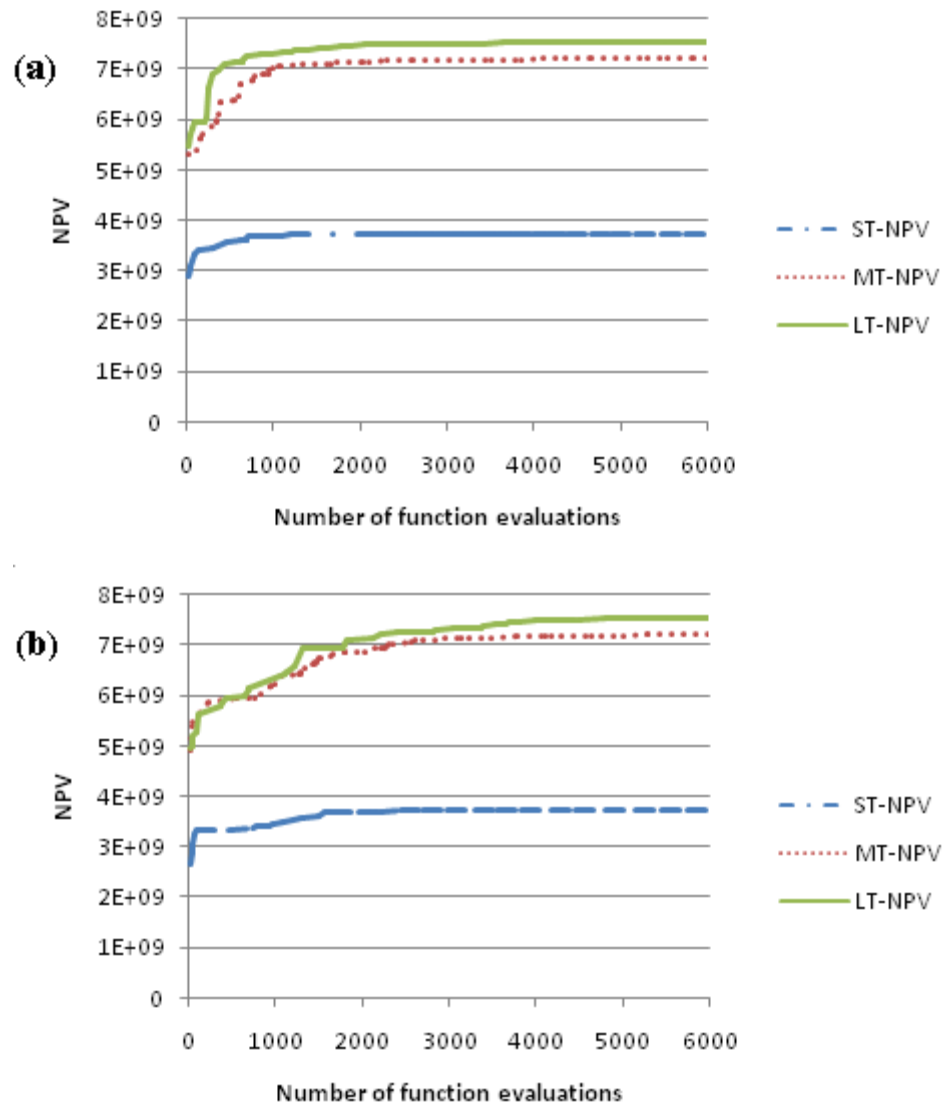 (a)
8E+09
7E+09
6E+09
5E+09
4E+09
3E+09
2E+09
1E+09
0
NPV
0 1000 2000 3000 4000 5000 6000
Number of function evaluations
ST-NPV
MT-NPV
LT-NPV
(b)
8E+09
7E+09
6E+09
5E+09
4E+09
3E+09
2E+09
1E+09
0
NPV
0 1000 2000 3000 4000 5000 6000
Number of function evaluations
ST-NPV
MT-NPV
LT-NPV